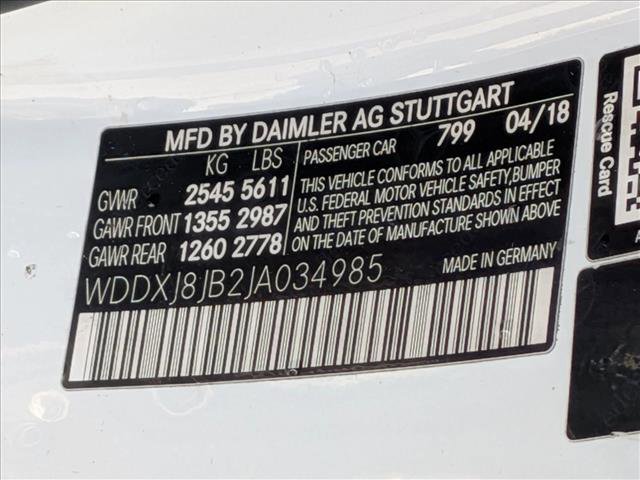 MFD BY DAIMLER AG STUTTGART
KG LBS
PASSENGER CAR 799 04/18
GVWR 2545 5611
GAWR FRONT 1355 2987
GAWR REAR 1260 2778
THIS VEHICLE CONFORMS TO ALL APPLICABLE
U.S. FEDERAL MOTOR VEHICLE SAFETY,BUMPER
AND THEFT PREVENTION STANDARDS IN EFFECT
ON THE DATE OF MANUFACTURE SHOWN ABOVE
WDDXJ8JB2JA034985
MADE IN GERMANY
Rescue Card